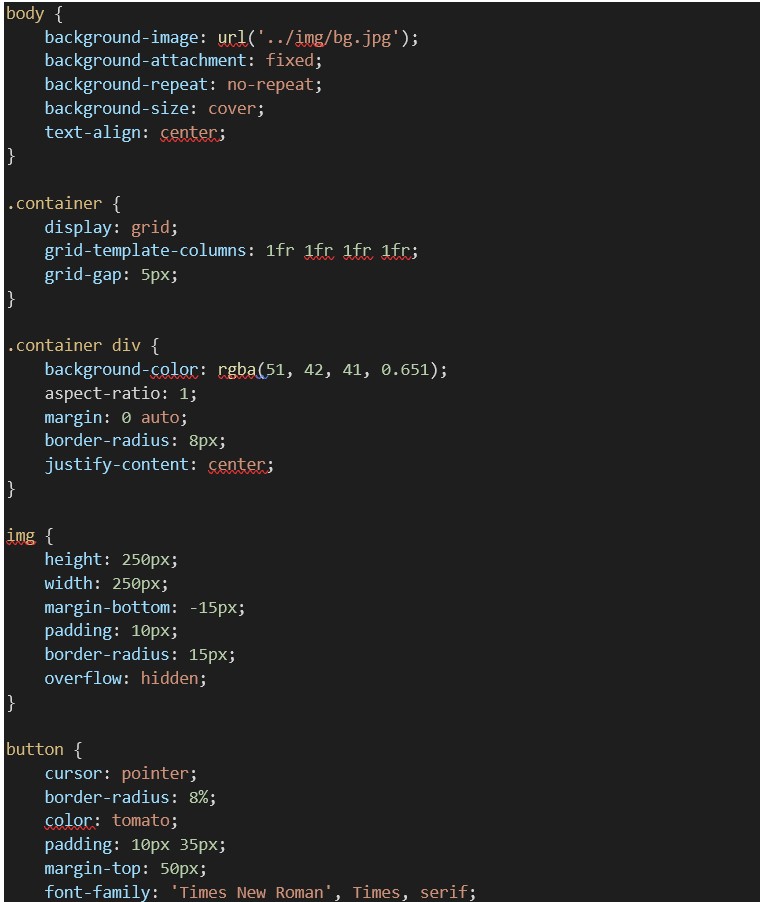 body {
    background-image: url('../img/bg.jpg');
    background-attachment: fixed;
    background-repeat: no-repeat;
    background-size: cover;
    text-align: center;
}

.container {
    display: grid;
    grid-template-columns: 1fr 1fr 1fr 1fr;
    grid-gap: 5px;
}

.container div {
    background-color: rgba(51, 42, 41, 0.651);
    aspect-ratio: 1;
    margin: 0 auto;
    border-radius: 8px;
    justify-content: center;
}

img {
    height: 250px;
    width: 250px;
    margin-bottom: -15px;
    padding: 10px;
    border-radius: 15px;
    overflow: hidden;
}

button {
    cursor: pointer;
    border-radius: 8%;
    color: tomato;
    padding: 10px 35px;
    margin-top: 50px;
    font-family: 'Times New Roman', Times, serif;